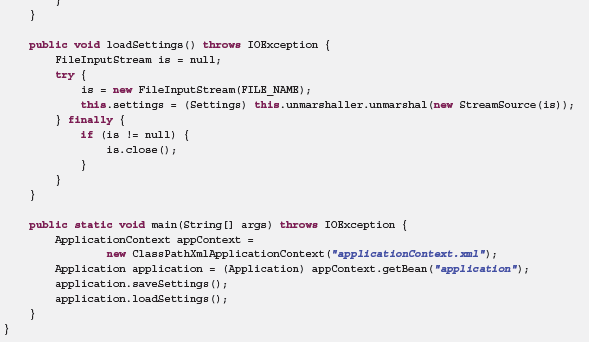 }
}
public void loadSettings() throws IOException {
FileInputStream is = null;
try {
is = new FileInputStream(FILE_NAME);
this.settings = (Settings) this.unmarshaller.unmarshal(new StreamSource(is));
} finally {
if (is != null) {
is.close();
}
}
}
public static void main(String[] args) throws IOException {
ApplicationContext appContext =
new ClassPathXmlApplicationContext("applicationContext.xml");
Application application = (Application) appContext.getBean("application");
application.saveSettings();
application.loadSettings();
}
}